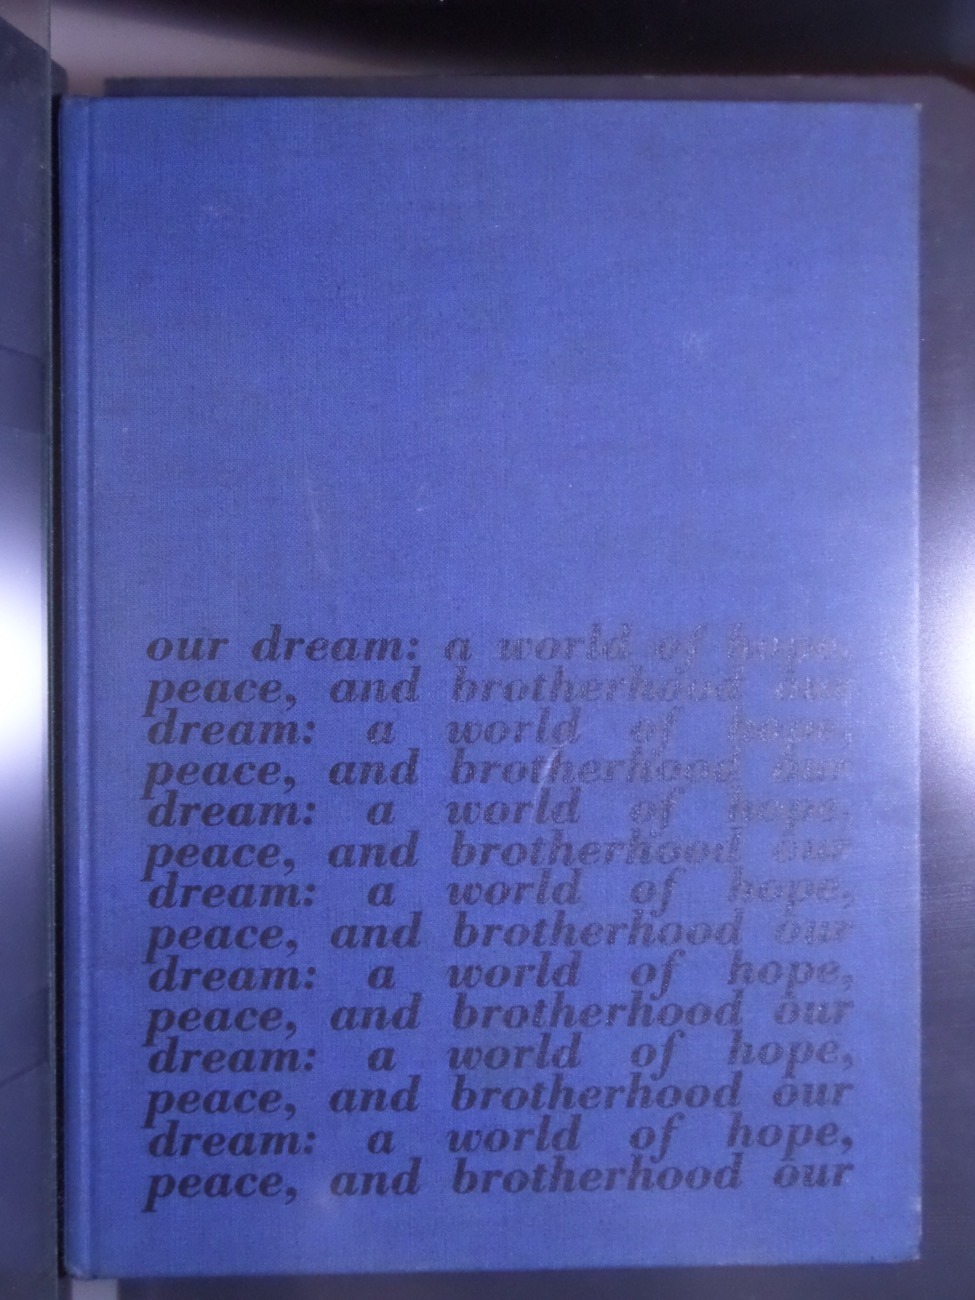 our dream: a world of hope,
peace, and brotherhood our
dream: a world of hope,
peace, and brotherhood our
dream: a world of hope,
peace, and brotherhood our
dream: a world of hope,
peace, and brotherhood our
dream: a world of hope,
peace, and brotherhood our
dream: a world of hope,
peace, and brotherhood our
dream: a world of hope,
peace, and brotherhood our